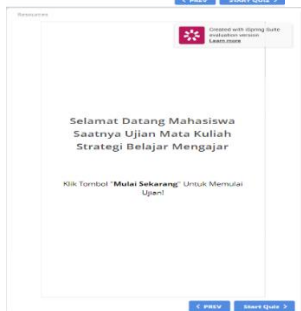 < PREV START QUIZ >
Resources
Created with iSpring Suite
evaluation version
Learn more
Selamat Datang Mahasiswa
Saatnya Ujian Mata Kuliah
Strategi Belajar Mengajar
Klik Tombol "Mulai Sekarang" Untuk Memulai
Ujian!
< PREV Start Quiz >